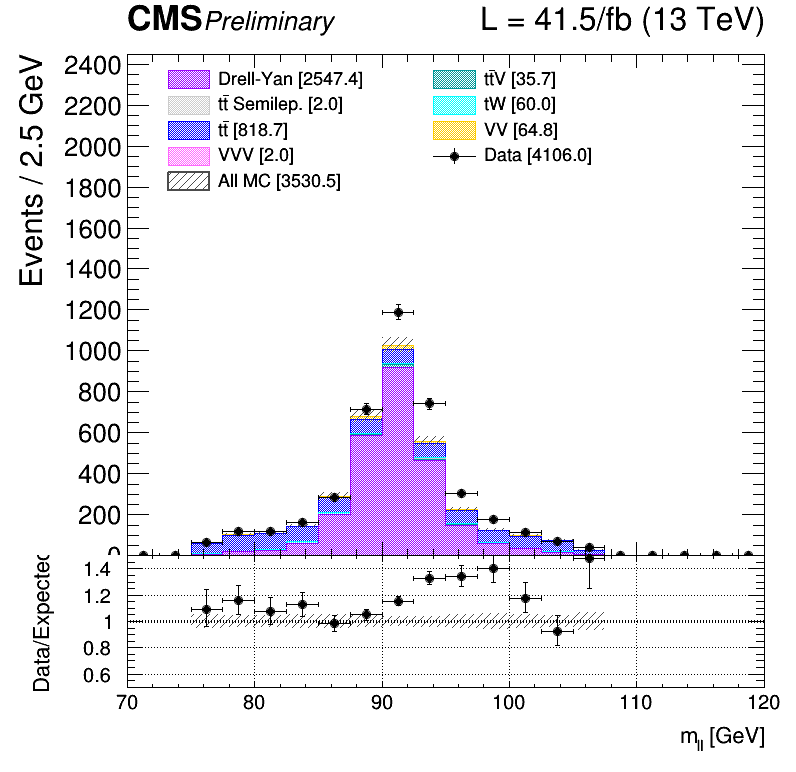 CMS Preliminary L = 41.5/fb (13 TeV)
Events / 2.5 GeV
2400
2200
2000
1800
1600
1400
1200
1000
800
600
400
200
0
Drell-Yan [2547.4]
tt̄ Semilep. [2.0]
tt̄ [818.7]
VVV [2.0]
All MC [3530.5]
tt̄V [35.7]
tW [60.0]
VV [64.8]
Data [4106.0]
Data/Expected
1.4
1.2
1
0.8
0.6
70 80 90 100 110 120
m_ll [GeV]